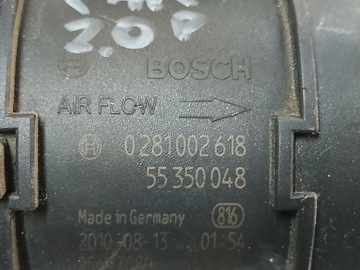 2.0 D
BOSCH
AIR FLOW
0 281 002 618
55 350 048
Made in Germany 816
2010-08-13 01 54